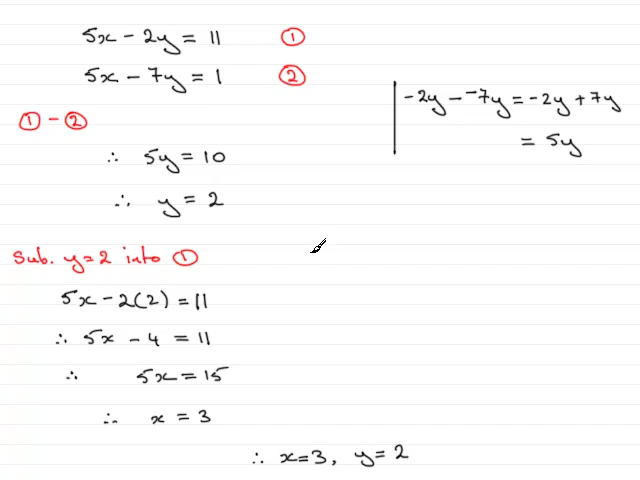 5x - 2y = 11 ①
5x - 7y = 1 ②
-2y - -7y = -2y + 7y
= 5y
① - ②
∴ 5y = 10
∴ y = 2
Sub. y=2 into ①
5x - 2(2) = 11
∴ 5x - 4 = 11
∴ 5x = 15
∴ x = 3
∴ x=3, y=2